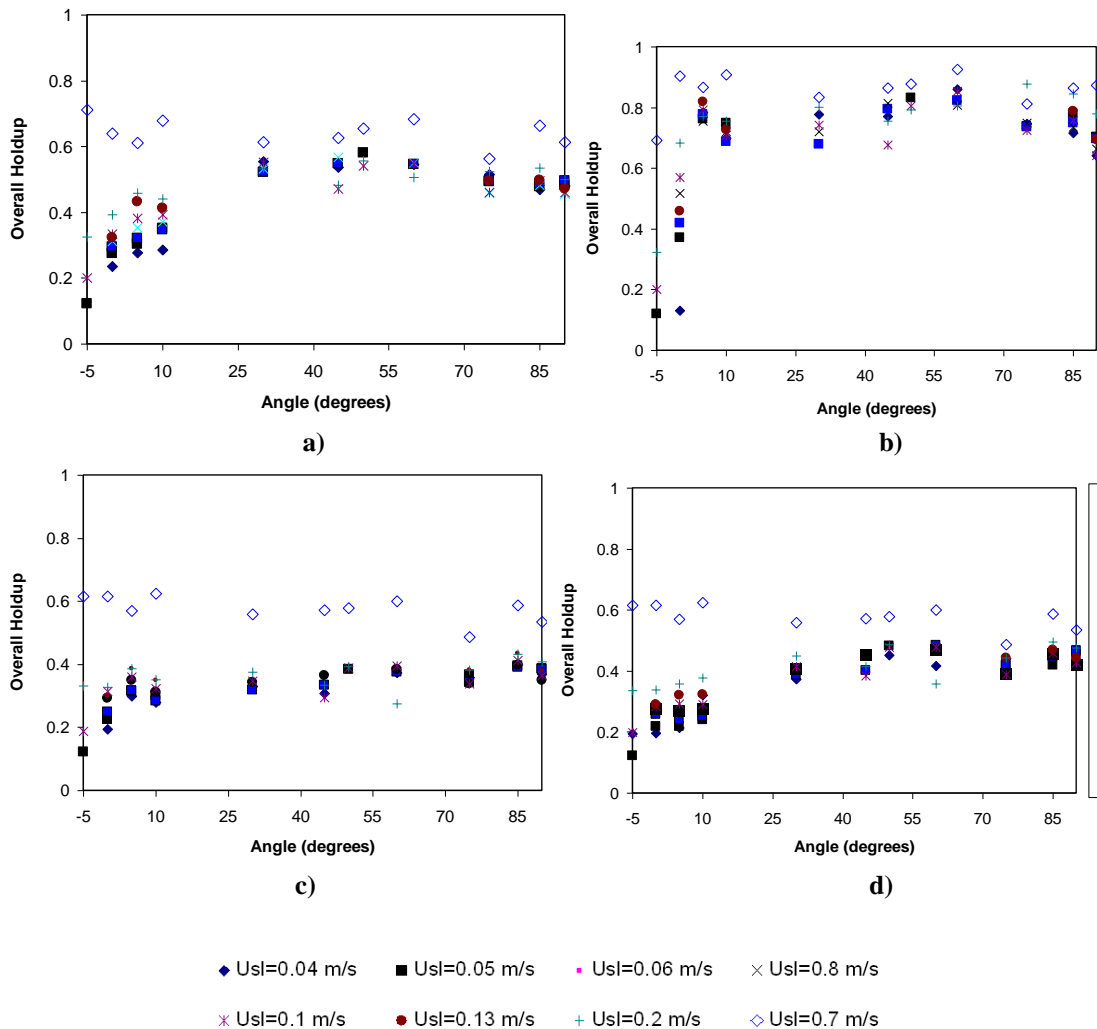 1
0.8
0.6
0.4
0.2
0
-5 10 25 40 55 70 85
Overall Holdup
Angle (degrees)
a)
1
0.8
0.6
0.4
0.2
0
-5 10 25 40 55 70 85
Overall Holdup
Angle (degrees)
b)
1
0.8
0.6
0.4
0.2
0
-5 10 25 40 55 70 85
Overall Holdup
Angle (degrees)
c)
1
0.8
0.6
0.4
0.2
0
-5 10 25 40 55 70 85
Overall Holdup
Angle (degrees)
d)
Usl=0.04 m/s Usl=0.05 m/s Usl=0.06 m/s Usl=0.8 m/s
Usl=0.1 m/s Usl=0.13 m/s Usl=0.2 m/s Usl=0.7 m/s